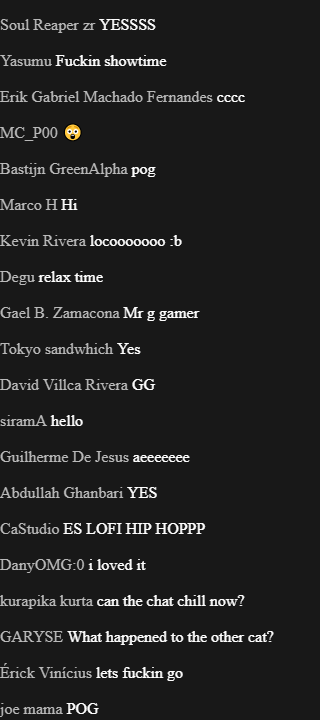 Soul Reaper zr YESSSS
Yasumu Fuckin showtime
Erik Gabriel Machado Fernandes cccc
MC_P00 😳
Bastijn GreenAlpha pog
Marco H Hi
Kevin Rivera locooooooo :b
Degu relax time
Gael B. Zamacona Mr g gamer
Tokyo sandwhich Yes
David Villca Rivera GG
siramA hello
Guilherme De Jesus aeeeeeee
Abdullah Ghanbari YES
CaStudio ES LOFI HIP HOPPP
DanyOMG:0 i loved it
kurapika kurta can the chat chill now?
GARYSE What happened to the other cat?
Érick Vinícius lets fuckin go
joe mama POG